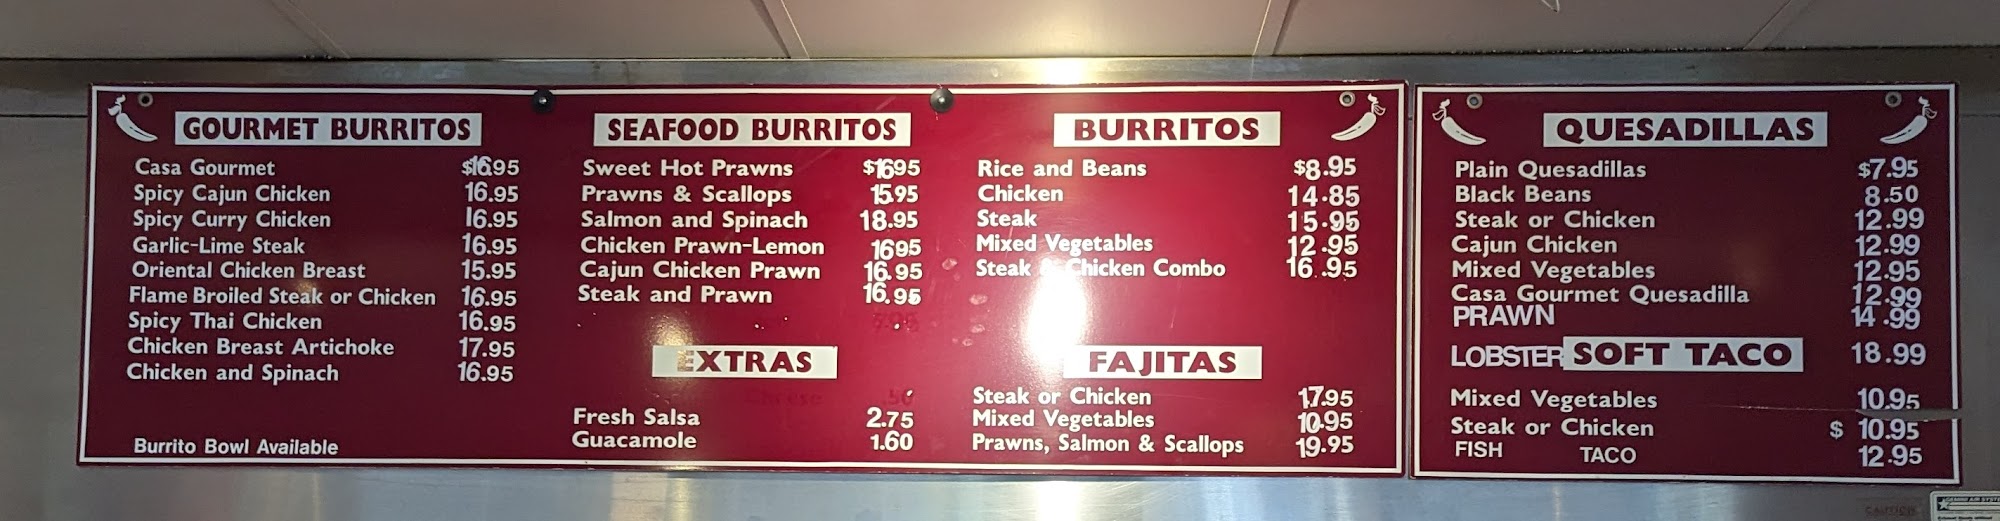 GOURMET BURRITOS
Casa Gourmet $16.95
Spicy Cajun Chicken 16.95
Spicy Curry Chicken 16.95
Garlic-Lime Steak 16.95
Oriental Chicken Breast 15.95
Flame Broiled Steak or Chicken 16.95
Spicy Thai Chicken 16.95
Chicken Breast Artichoke 17.95
Chicken and Spinach 16.95
Burrito Bowl Available
SEAFOOD BURRITOS
Sweet Hot Prawns $1695
Prawns & Scallops 15.95
Salmon and Spinach 18.95
Chicken Prawn-Lemon 1695
Cajun Chicken Prawn 16.95
Steak and Prawn 16.95
EXTRAS
Cheese .50
Fresh Salsa 2.75
Guacamole 1.60
BURRITOS
Rice and Beans $8.95
Chicken 14.85
Steak 15.95
Mixed Vegetables 12.95
Steak & Chicken Combo 16.95
FAJITAS
Steak or Chicken 17.95
Mixed Vegetables 10.95
Prawns, Salmon & Scallops 19.95
QUESADILLAS
Plain Quesadillas $7.95
Black Beans 8.50
Steak or Chicken 12.99
Cajun Chicken 12.99
Mixed Vegetables 12.95
Casa Gourmet Quesadilla 12.99
PRAWN 14.99
LOBSTER SOFT TACO 18.99
Mixed Vegetables 10.95
Steak or Chicken $ 10.95
FISH TACO 12.95
CAUTION